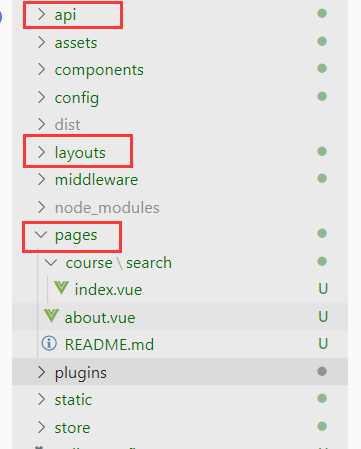 api
assets
components
config
dist
layouts
middleware
node_modules
pages
course \ search
index.vue U
about.vue U
README.md U
plugins
static
store